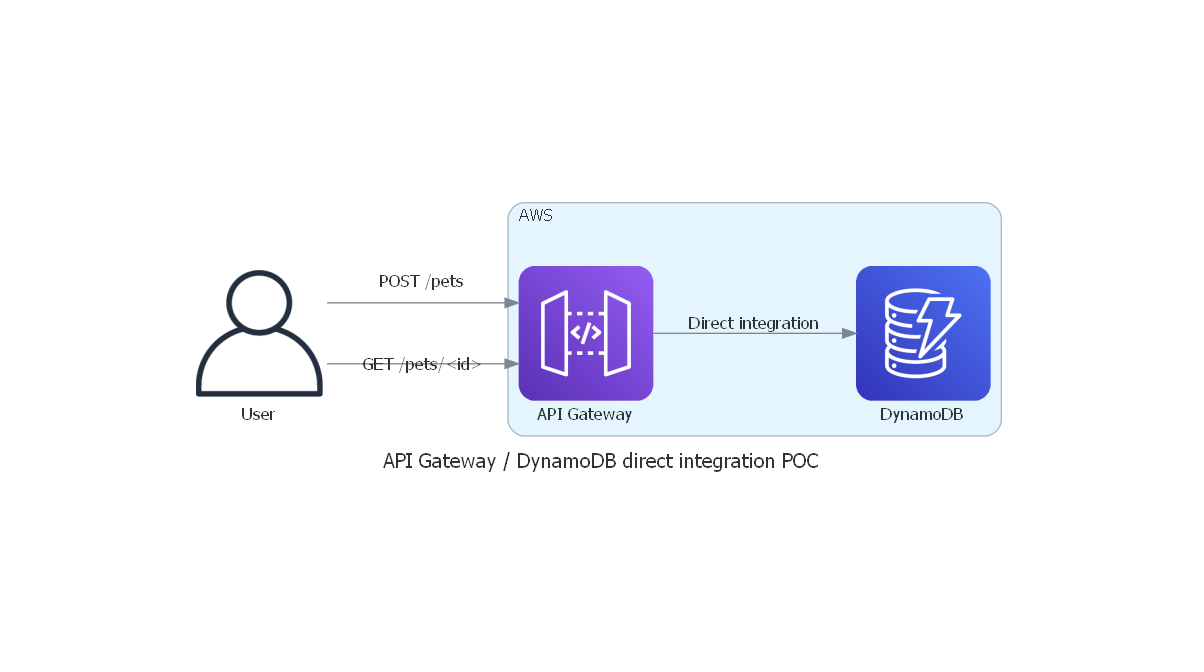 AWS
POST /pets
GET /pets/<id>
Direct integration
User
API Gateway
DynamoDB
API Gateway / DynamoDB direct integration POC